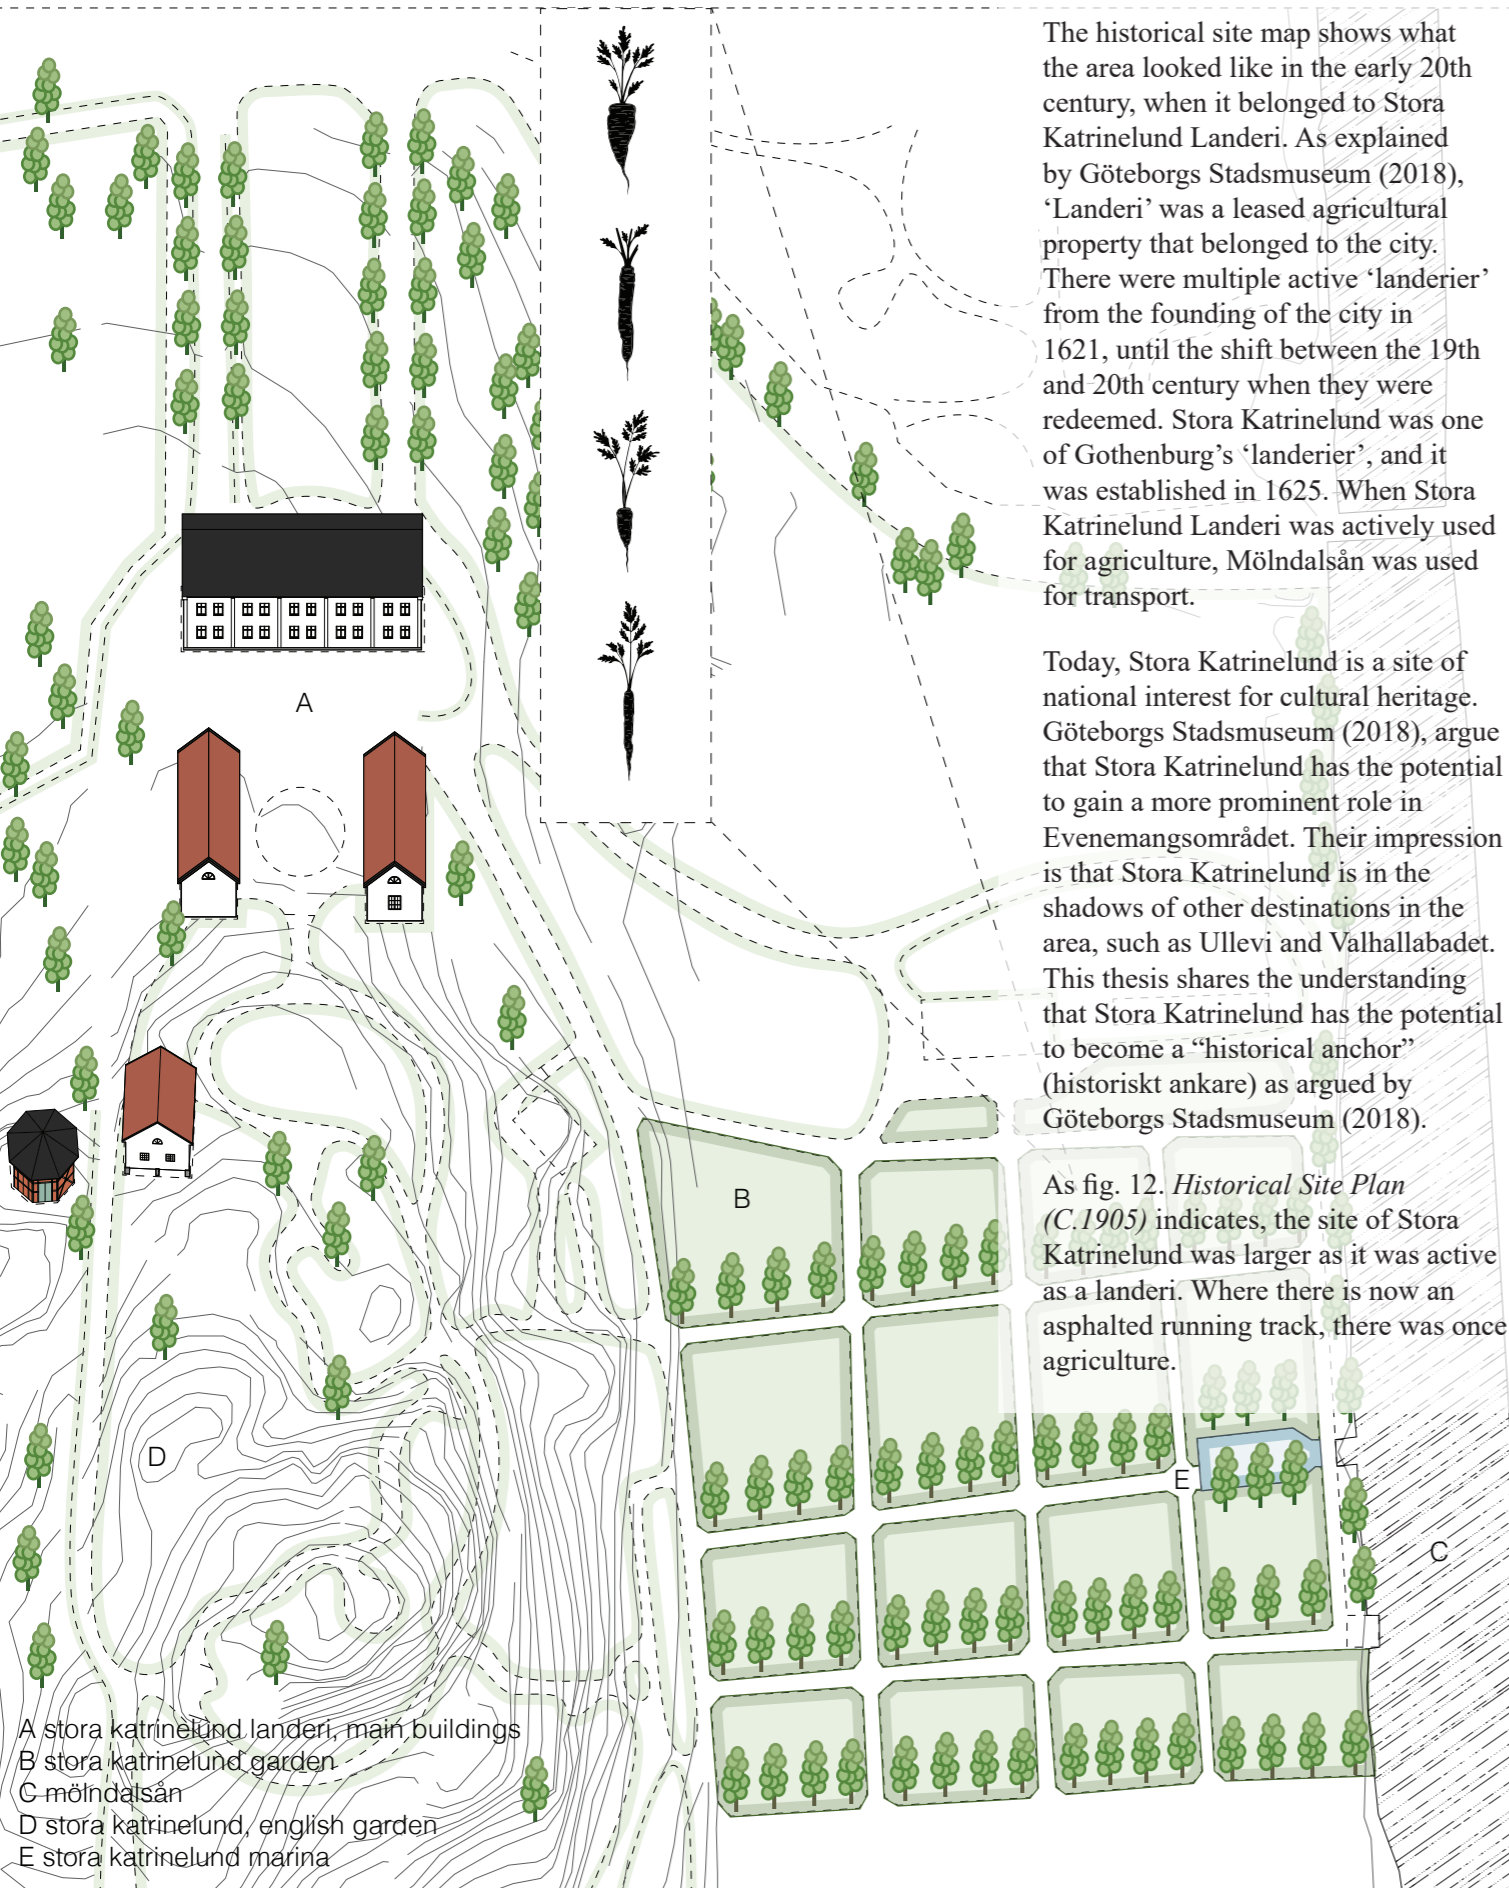 The historical site map shows what
the area looked like in the early 20th
century, when it belonged to Stora
Katrinelund Landeri. As explained
by Göteborgs Stadsmuseum (2018),
‘Landeri’ was a leased agricultural
property that belonged to the city.
There were multiple active ‘landerier’
from the founding of the city in
1621, until the shift between the 19th
and 20th century when they were
redeemed. Stora Katrinelund was one
of Gothenburg’s ‘landerier’, and it
was established in 1625. When Stora
Katrinelund Landeri was actively used
for agriculture, Mölndalsån was used
for transport.
Today, Stora Katrinelund is a site of
national interest for cultural heritage.
Göteborgs Stadsmuseum (2018), argue
that Stora Katrinelund has the potential
to gain a more prominent role in
Evenemangsområdet. Their impression
is that Stora Katrinelund is in the
shadows of other destinations in the
area, such as Ullevi and Valhallabadet.
This thesis shares the understanding
that Stora Katrinelund has the potential
to become a “historical anchor”
(historiskt ankare) as argued by
Göteborgs Stadsmuseum (2018).
As fig. 12. Historical Site Plan
(C.1905) indicates, the site of Stora
Katrinelund was larger as it was active
as a landeri. Where there is now an
asphalted running track, there was once
agriculture.
A
B
D
E
C
A stora katrinelund landeri, main buildings
B stora katrinelund garden
C mölndalsån
D stora katrinelund, english garden
E stora katrinelund marina